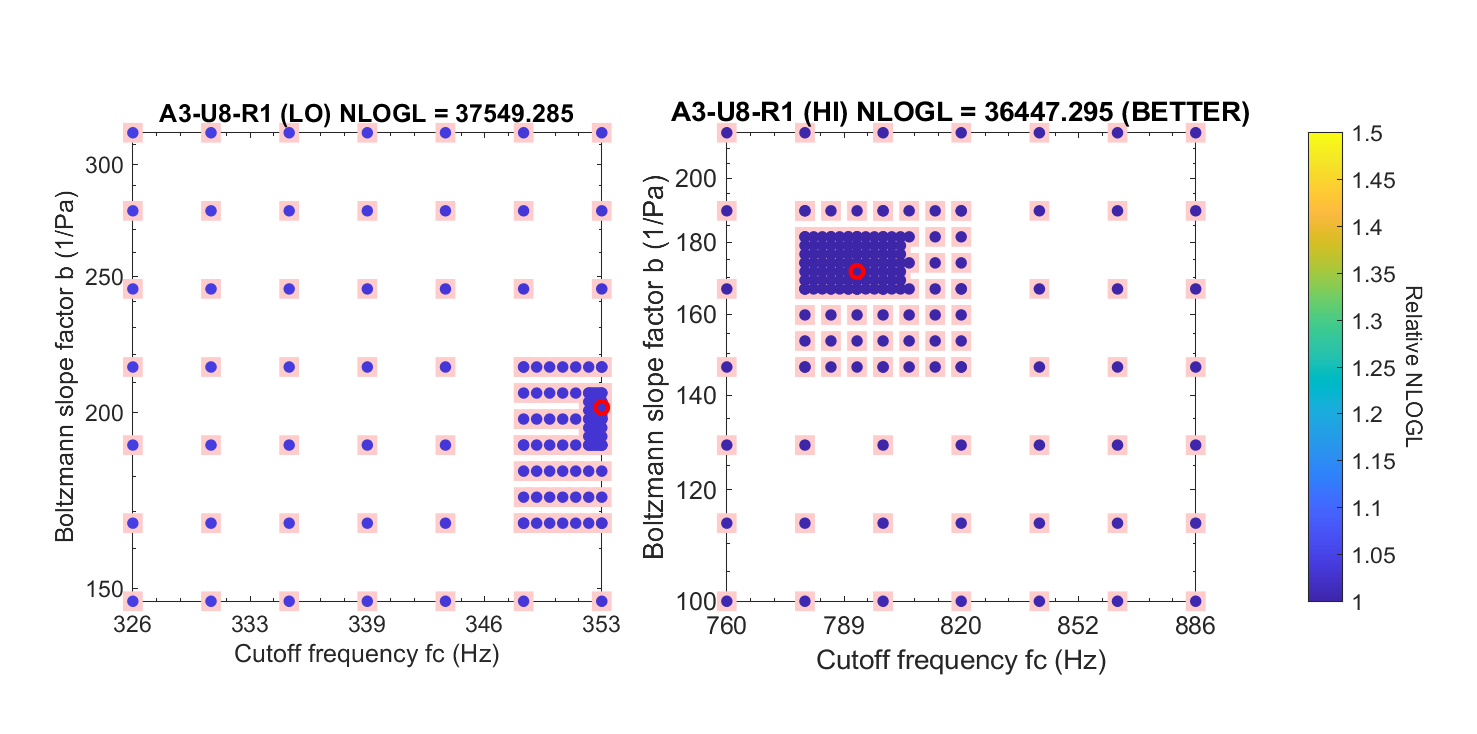 A3-U8-R1 (LO) NLOGL = 37549.285
300
250
200
150
Boltzmann slope factor b (1/Pa)
326 333 339 346 353
Cutoff frequency fc (Hz)
A3-U8-R1 (HI) NLOGL = 36447.295 (BETTER)
200
180
160
140
120
100
Boltzmann slope factor b (1/Pa)
760 789 820 852 886
Cutoff frequency fc (Hz)
1.5
1.45
1.4
1.35
1.3
1.25
1.2
1.15
1.1
1.05
1
Relative NLOGL